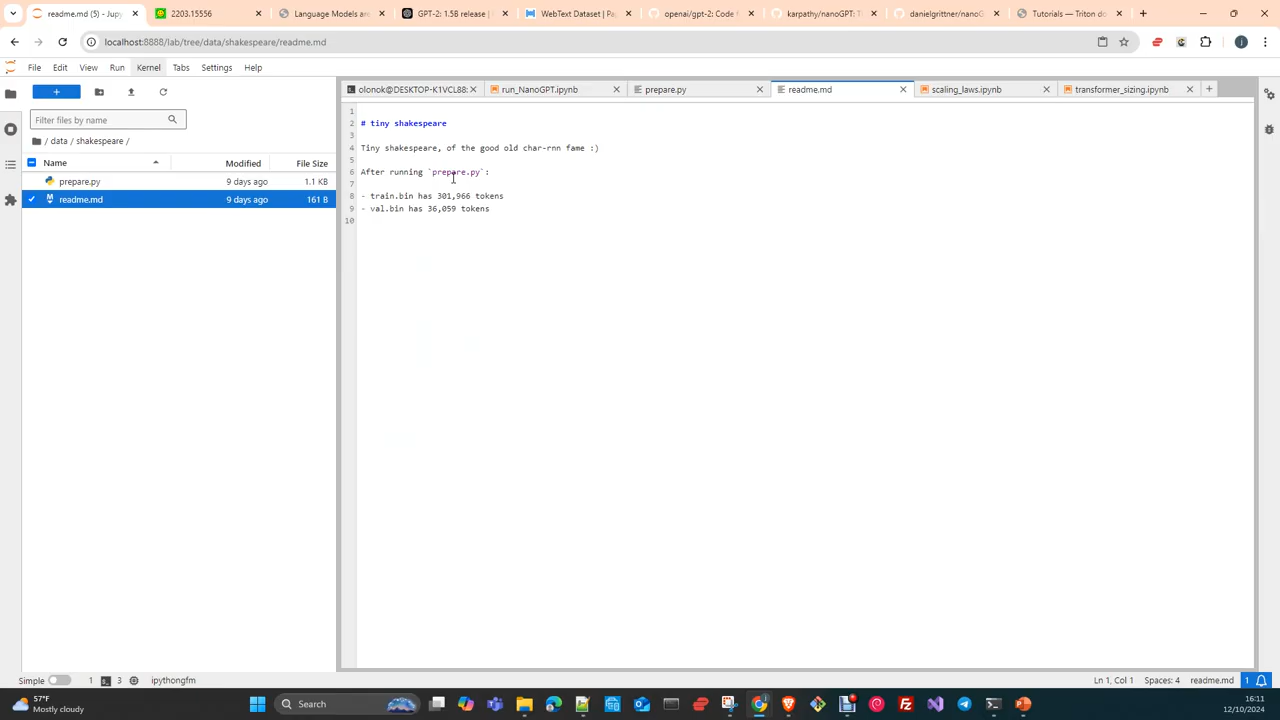 readme.md (5) - Jupy
2203.15556
Language Models are
GPT-2: 1.5B release |
WebText Dataset | Pap
openai/gpt-2: Code f
karpathy/nanoGPT: T
danielgrittner/nanoG
Tutorials — Triton do
localhost:8888/lab/tree/data/shakespeare/readme.md
File Edit View Run Kernel Tabs Settings Help
olonok@DESKTOP-K1VCL88:
run_NanoGPT.ipynb
prepare.py
readme.md
scaling_laws.ipynb
transformer_sizing.ipynb
Filter files by name
/ data / shakespeare /
Name Modified File Size
prepare.py 9 days ago 1.1 KB
readme.md 9 days ago 161 B
1
2 # tiny shakespeare
3
4 Tiny shakespeare, of the good old char-rnn fame :)
5
6 After running `prepare.py`:
7
8 - train.bin has 301,966 tokens
9 - val.bin has 36,059 tokens
10
Simple 1 3 ipythongfm
Ln 1, Col 1 Spaces: 4 readme.md 1
57°F
Mostly cloudy
Search
16:11
12/10/2024